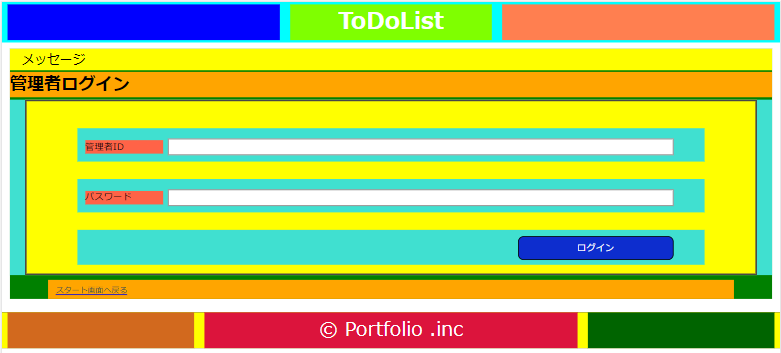 ToDoList
メッセージ
管理者ログイン
管理者ID
パスワード
ログイン
スタート画面へ戻る
© Portfolio .inc